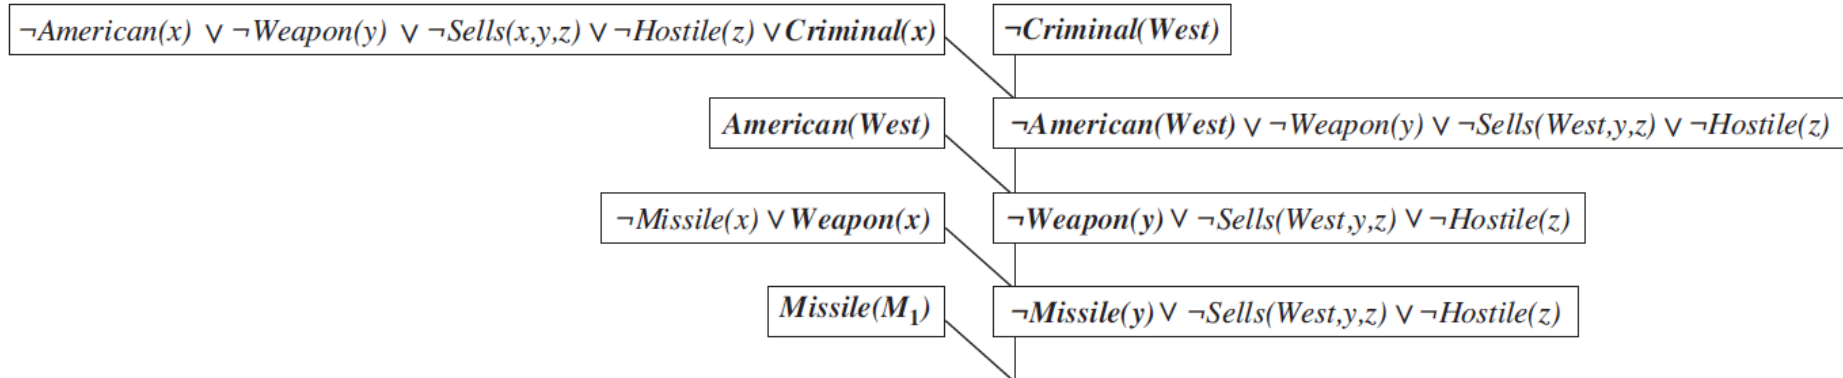 ¬American(x) ∨ ¬Weapon(y) ∨ ¬Sells(x,y,z) ∨ ¬Hostile(z) ∨ Criminal(x)
¬Criminal(West)
American(West)
¬American(West) ∨ ¬Weapon(y) ∨ ¬Sells(West,y,z) ∨ ¬Hostile(z)
¬Missile(x) ∨ Weapon(x)
¬Weapon(y) ∨ ¬Sells(West,y,z) ∨ ¬Hostile(z)
Missile(M₁)
¬Missile(y) ∨ ¬Sells(West,y,z) ∨ ¬Hostile(z)